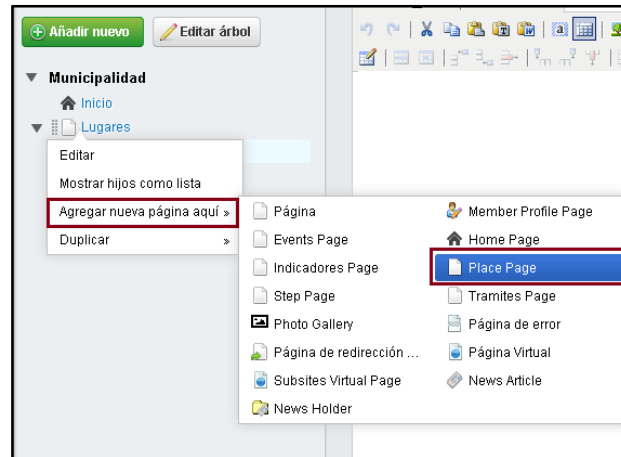 Añadir nuevo
Editar árbol
Municipalidad
Inicio
Lugares
Editar
Mostrar hijos como lista
Agregar nueva página aquí »
Duplicar »
Página
Member Profile Page
Events Page
Home Page
Indicadores Page
Place Page
Step Page
Tramites Page
Photo Gallery
Página de error
Página de redirección ...
Página Virtual
Subsites Virtual Page
News Article
News Holder